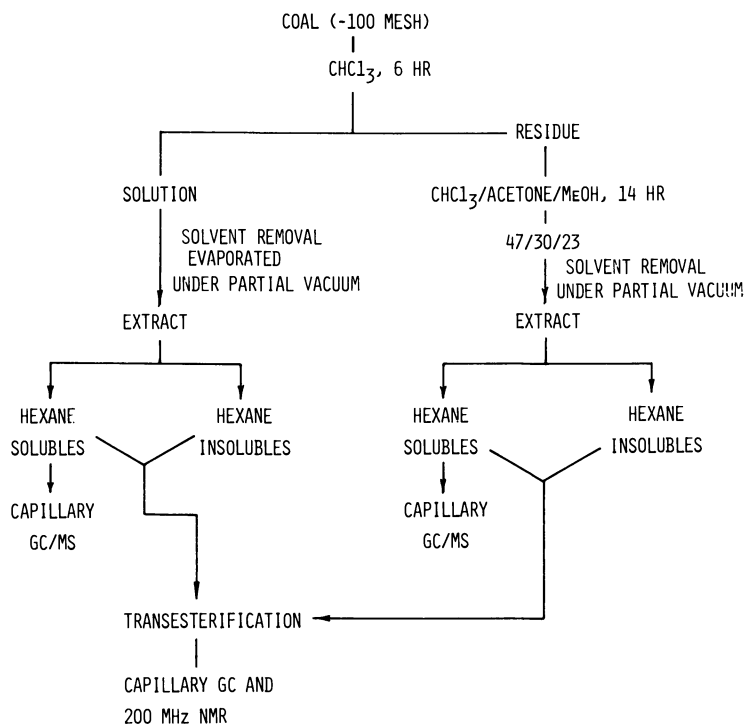 COAL (-100 MESH)
CHCl3, 6 HR
RESIDUE
SOLUTION
CHCl3/ACETONE/MeOH, 14 HR
47/30/23
SOLVENT REMOVAL
EVAPORATED
UNDER PARTIAL VACUUM
SOLVENT REMOVAL
UNDER PARTIAL VACUUM
EXTRACT
EXTRACT
HEXANE
SOLUBLES
HEXANE
INSOLUBLES
HEXANE
SOLUBLES
HEXANE
INSOLUBLES
CAPILLARY
GC/MS
CAPILLARY
GC/MS
TRANSESTERIFICATION
CAPILLARY GC AND
200 MHz NMR